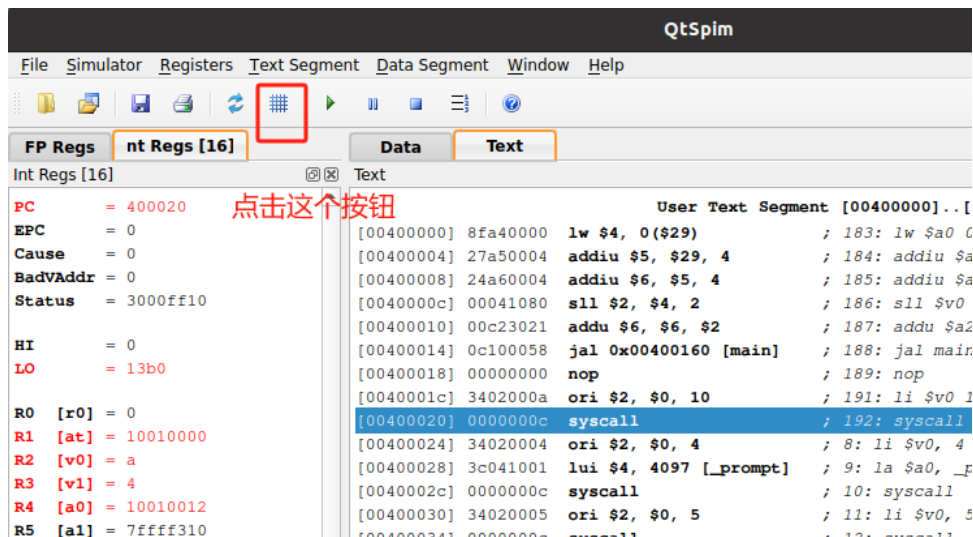 QtSpim
File Simulator Registers Text Segment Data Segment Window Help
FP Regs nt Regs [16] Data Text
Int Regs [16] Text
点击这个按钮
PC = 400020
EPC = 0
Cause = 0
BadVAddr = 0
Status = 3000ff10
HI = 0
LO = 13b0
R0 [r0] = 0
R1 [at] = 10010000
R2 [v0] = a
R3 [v1] = 4
R4 [a0] = 10010012
R5 [a1] = 7ffff310
User Text Segment [00400000]..[
[00400000] 8fa40000 lw $4, 0($29) ; 183: lw $a0 0
[00400004] 27a50004 addiu $5, $29, 4 ; 184: addiu $a
[00400008] 24a60004 addiu $6, $5, 4 ; 185: addiu $a
[0040000c] 00041080 sll $2, $4, 2 ; 186: sll $v0
[00400010] 00c23021 addu $6, $6, $2 ; 187: addu $a2
[00400014] 0c100058 jal 0x00400160 [main] ; 188: jal main
[00400018] 00000000 nop ; 189: nop
[0040001c] 3402000a ori $2, $0, 10 ; 191: li $v0 1
[00400020] 0000000c syscall ; 192: syscall
[00400024] 34020004 ori $2, $0, 4 ; 8: li $v0, 4
[00400028] 3c041001 lui $4, 4097 [_prompt] ; 9: la $a0, _p
[0040002c] 0000000c syscall ; 10: syscall
[00400030] 34020005 ori $2, $0, 5 ; 11: li $v0, 5